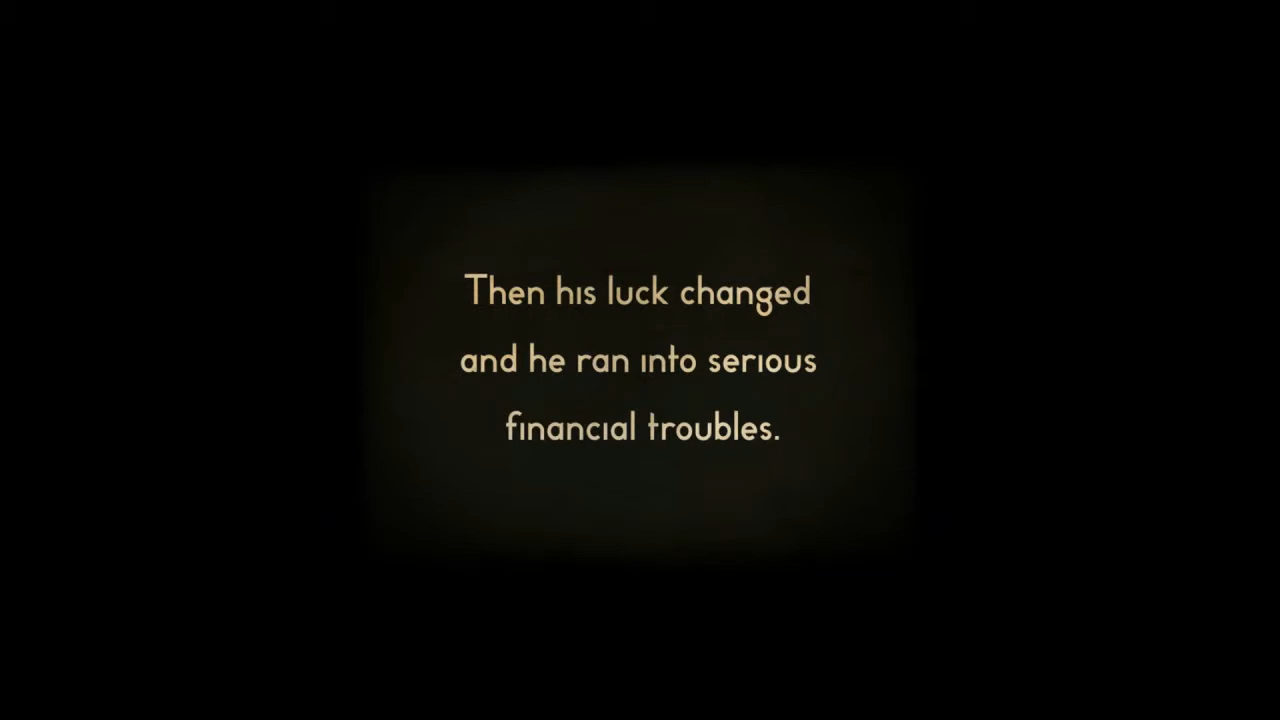 Then his luck changed
and he ran into serious
financial troubles.